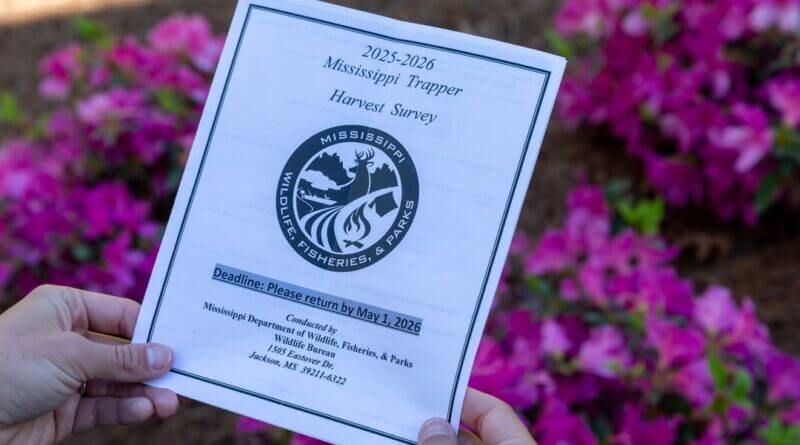 2025-2026
Mississippi Trapper
Harvest Survey
MISSISSIPPI
WILDLIFE, FISHERIES, & PARKS
Deadline: Please return by May 1, 2026
Conducted by
Mississippi Department of Wildlife, Fisheries, & Parks
Wildlife Bureau
1505 Eastover Dr.
Jackson, MS 39211-6322